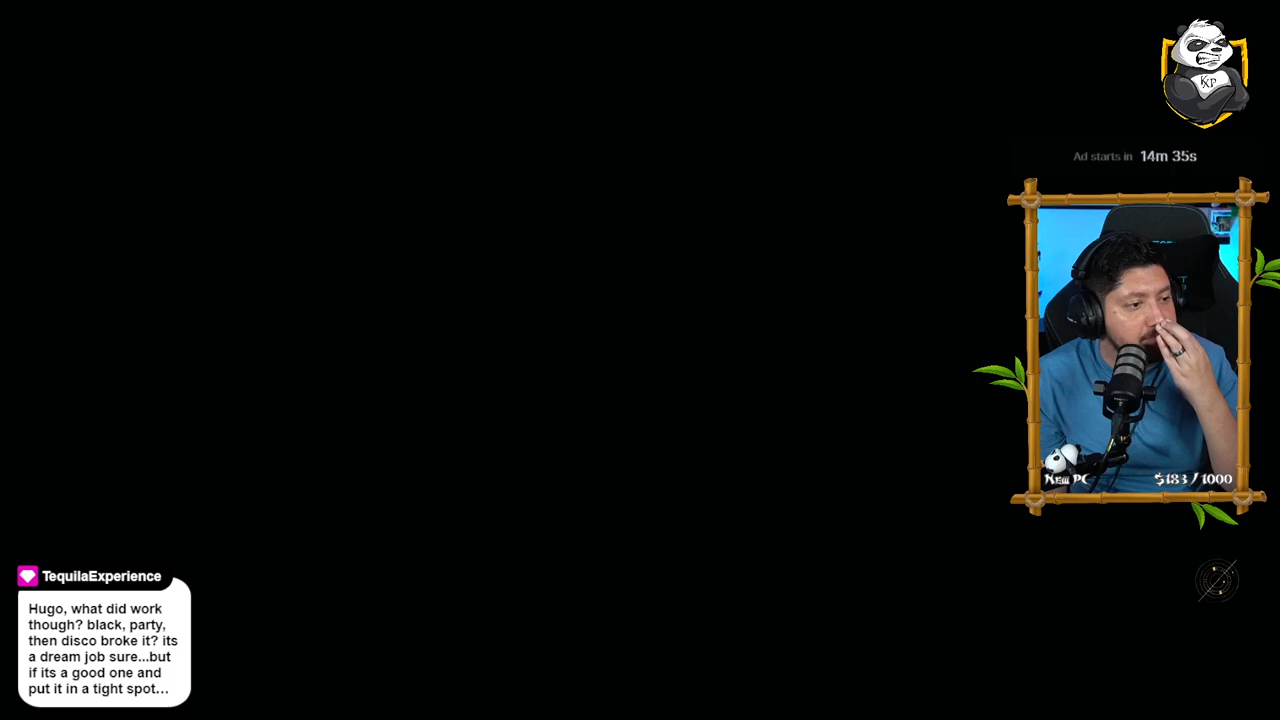 KXP
Ad starts in 14m 35s
New PC $183 / 1000
TequilaExperience
Hugo, what did work
though? black, party,
then disco broke it? its
a dream job sure...but
if its a good one and
put it in a tight spot...